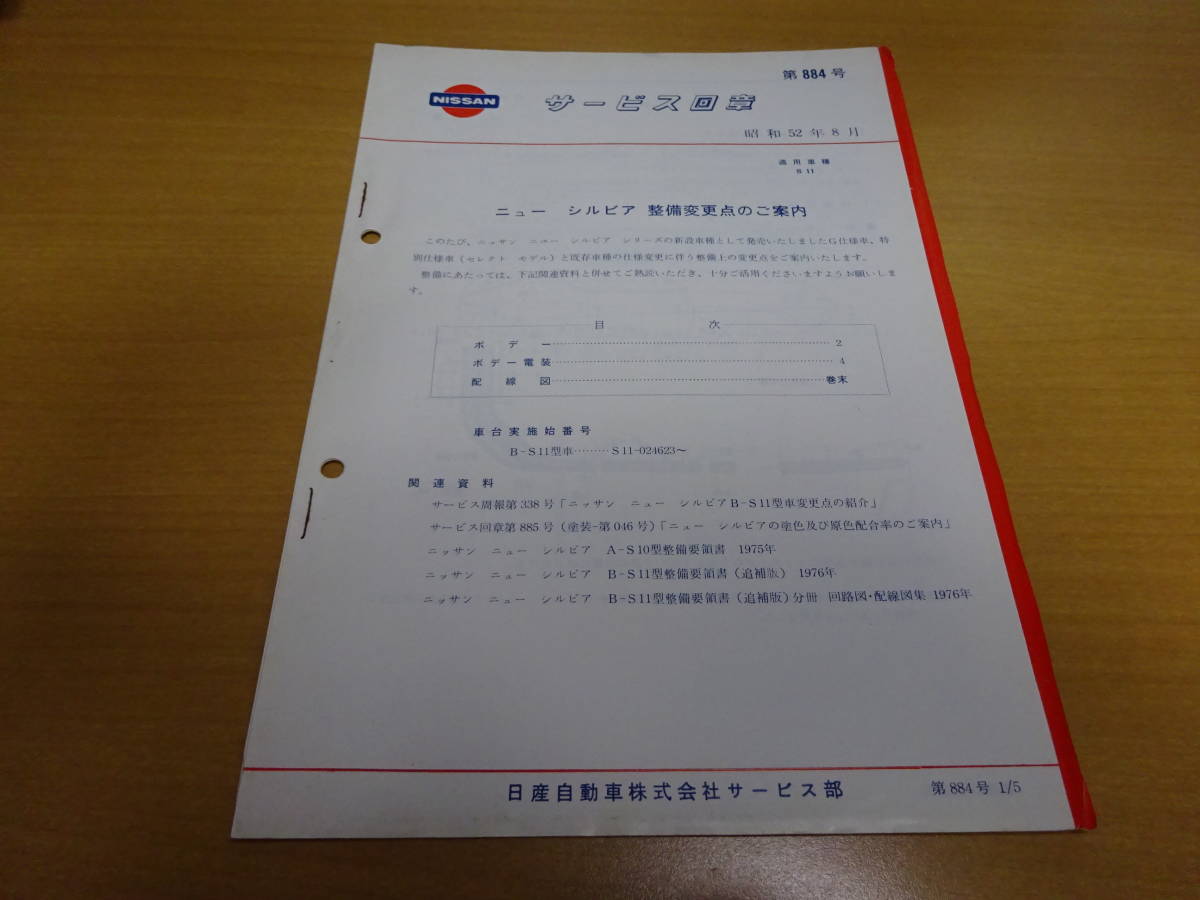 第884号
NISSAN
サービス回章
昭和52年8月
適用車種
S11
ニュー　シルビア 整備変更点のご案内
このたび、ニッサン ニュー シルビア シリーズの新設車種として発売いたしましたG仕様車、特
別仕様車（セレクト モデル）と既存車種の仕様変更に伴う整備上の変更点をご案内いたします。
整備にあたっては、下記関連資料と併せてご熟読いただき、十分ご活用くださいますようお願いしま
す。
目　次
ボデー……………………………2
ボデー電装……………………………4
配線図……………………………巻末
車台実施始番号
B-S11型車………S11-024623～
関連資料
サービス周報第338号「ニッサン ニュー シルビアB-S11型車変更点の紹介」
サービス回章第885号（塗装-第046号）「ニュー シルビアの塗色及び原色配合率のご案内」
ニッサン ニュー シルビア A-S10型整備要領書 1975年
ニッサン ニュー シルビア B-S11型整備要領書（追補版） 1976年
ニッサン ニュー シルビア B-S11型整備要領書（追補版）分冊 回路図・配線図集 1976年
日産自動車株式会社サービス部
第884号 1/5